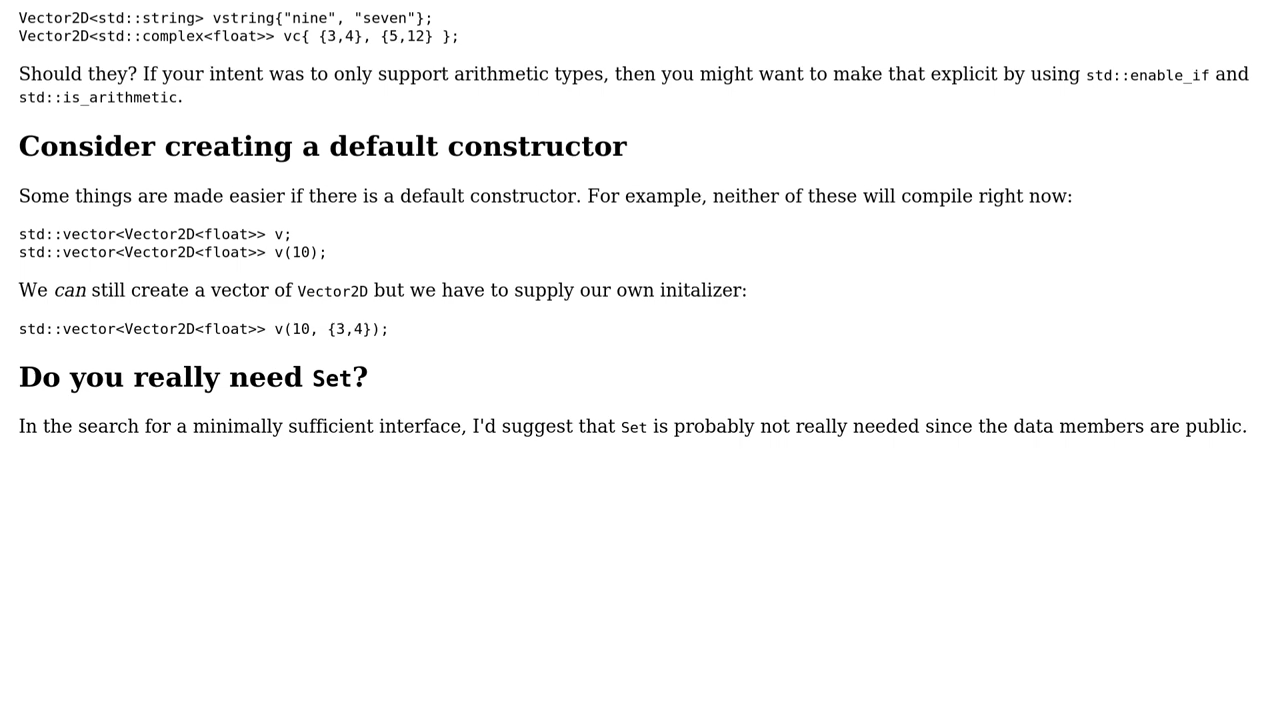 Vector2D<std::string> vstring{"nine", "seven"};
Vector2D<std::complex<float>> vc{ {3,4}, {5,12} };
Should they? If your intent was to only support arithmetic types, then you might want to make that explicit by using std::enable_if and
std::is_arithmetic.
Consider creating a default constructor
Some things are made easier if there is a default constructor. For example, neither of these will compile right now:
std::vector<Vector2D<float>> v;
std::vector<Vector2D<float>> v(10);
We can still create a vector of Vector2D but we have to supply our own initalizer:
std::vector<Vector2D<float>> v(10, {3,4});
Do you really need Set?
In the search for a minimally sufficient interface, I'd suggest that Set is probably not really needed since the data members are public.